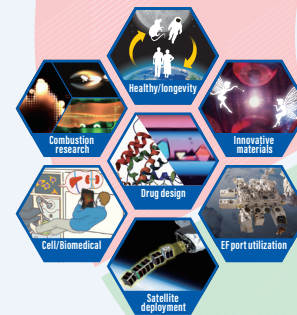 Healthy/longevity
Combustion
research
Innovative
materials
Drug design
Cell/Biomedical
EF port utilization
Satellite
deployment